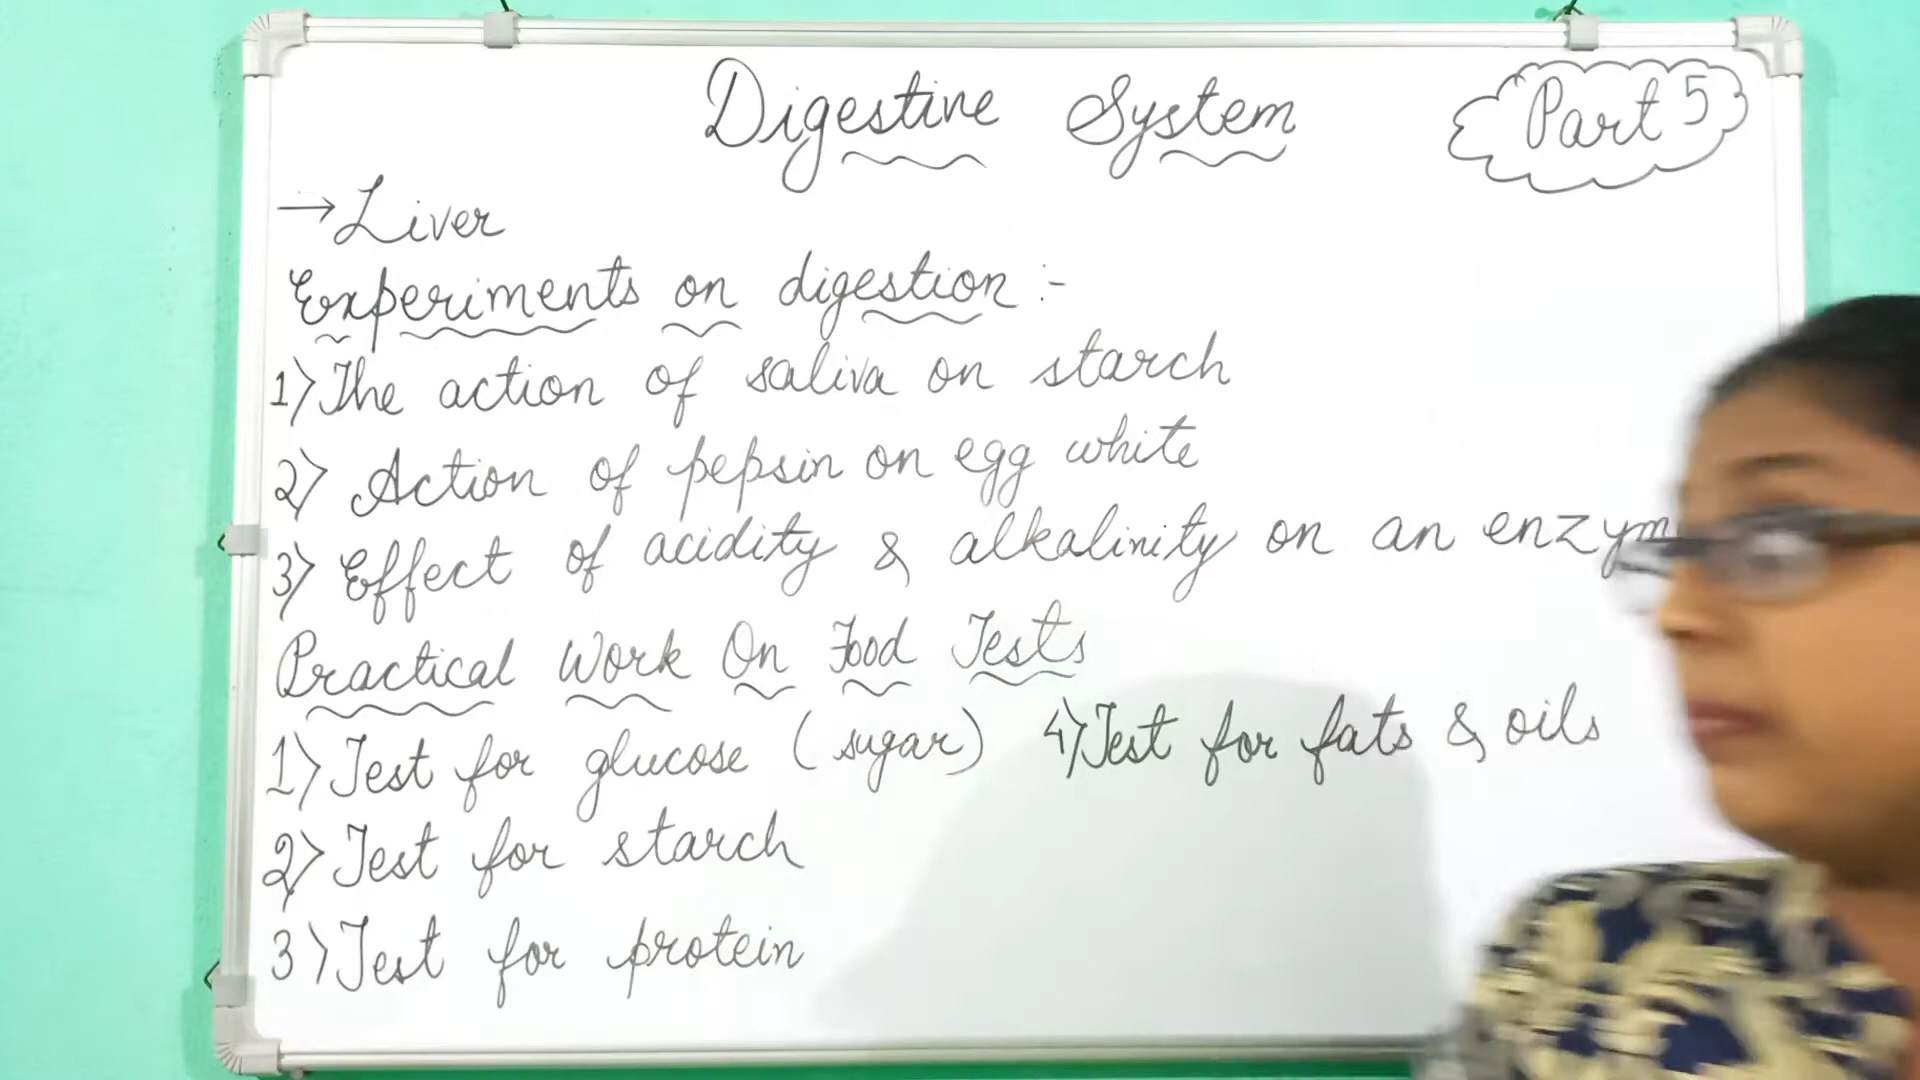 Digestive System
Part 5
→Liver
Experiments on digestion :-
1) The action of saliva on starch
2) Action of pepsin on egg white
3) Effect of acidity & alkalinity on an
Practical Work On Food Tests
1) Test for glucose (sugar) 4) Test for fats & oils
2) Test for starch
3) Test for protein